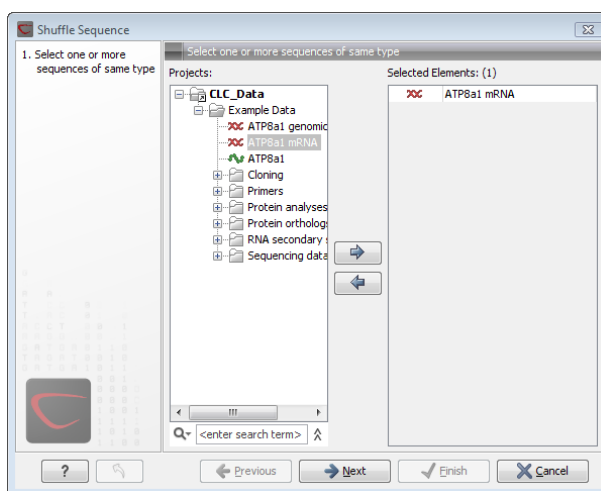 Shuffle Sequence
1. Select one or more
sequences of same type
Select one or more sequences of same type
Projects:
CLC_Data
Example Data
ATP8a1 genomic
ATP8a1 mRNA
ATP8a1
Cloning
Primers
Protein analyses
Protein orthologs
RNA secondary s
Sequencing data
<enter search term>
Selected Elements: (1)
ATP8a1 mRNA
?
Previous
Next
Finish
Cancel